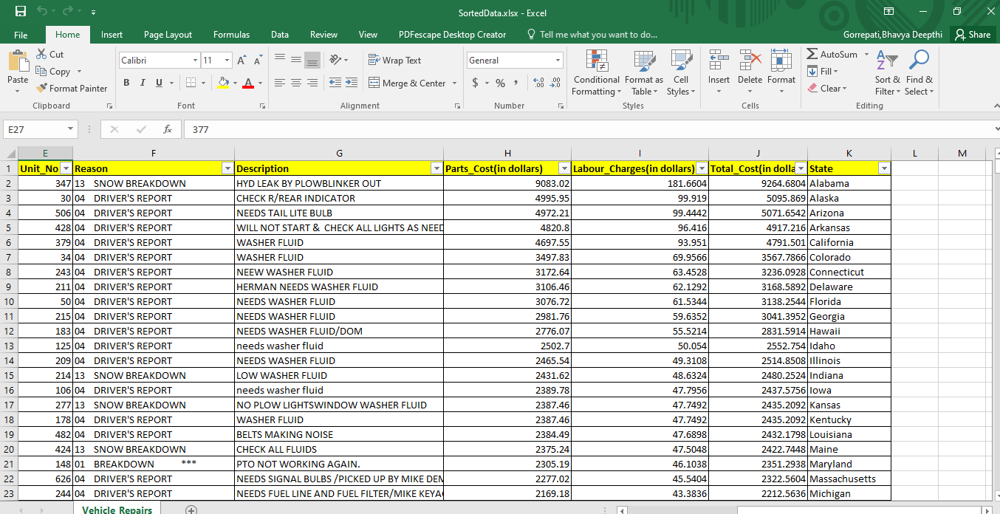 SortedData.xlsx - Excel
File Home Insert Page Layout Formulas Data Review View PDFescape Desktop Creator Tell me what you want to do... Gorrepati,Bhavya Deepthi Share
Paste Cut Copy Format Painter Clipboard
Calibri 11 A A B I U A Font
Wrap Text Merge & Center Alignment
General $ % , .00 .00 Number
Conditional Formatting Format as Table Cell Styles Styles
Insert Delete Format Cells
AutoSum Fill Clear Sort & Filter Find & Select Editing
E27 fx 377
E F G H I J K L M
1 Unit_No Reason Description Parts_Cost(in dollars) Labour_Charges(in dollars) Total_Cost(in dolla State
2 347 13 SNOW BREAKDOWN HYD LEAK BY PLOWBLINKER OUT 9083.02 181.6604 9264.6804 Alabama
3 30 04 DRIVER'S REPORT CHECK R/REAR INDICATOR 4995.95 99.919 5095.869 Alaska
4 506 04 DRIVER'S REPORT NEEDS TAIL LITE BULB 4972.21 99.4442 5071.6542 Arizona
5 428 04 DRIVER'S REPORT WILL NOT START & CHECK ALL LIGHTS AS NEED 4820.8 96.416 4917.216 Arkansas
6 379 04 DRIVER'S REPORT WASHER FLUID 4697.55 93.951 4791.501 California
7 34 04 DRIVER'S REPORT WASHER FLUID 3497.83 69.9566 3567.7866 Colorado
8 243 04 DRIVER'S REPORT NEEW WASHER FLUID 3172.64 63.4528 3236.0928 Connecticut
9 211 04 DRIVER'S REPORT HERMAN NEEDS WASHER FLUID 3106.46 62.1292 3168.5892 Delaware
10 50 04 DRIVER'S REPORT NEEDS WASHER FLUID 3076.72 61.5344 3138.2544 Florida
11 215 04 DRIVER'S REPORT NEEDS WASHER FLUID 2981.76 59.6352 3041.3952 Georgia
12 183 04 DRIVER'S REPORT NEEDS WASHER FLUID/DOM 2776.07 55.5214 2831.5914 Hawaii
13 125 04 DRIVER'S REPORT needs washer fluid 2502.7 50.054 2552.754 Idaho
14 209 04 DRIVER'S REPORT NEEDS WASHER FLUID 2465.54 49.3108 2514.8508 Illinois
15 214 13 SNOW BREAKDOWN LOW WASHER FLUID 2431.62 48.6324 2480.2524 Indiana
16 106 04 DRIVER'S REPORT needs washer fluid 2389.78 47.7956 2437.5756 Iowa
17 277 13 SNOW BREAKDOWN NO PLOW LIGHTSWINDOW WASHER FLUID 2387.46 47.7492 2435.2092 Kansas
18 178 04 DRIVER'S REPORT WASHER FLUID 2387.46 47.7492 2435.2092 Kentucky
19 482 04 DRIVER'S REPORT BELTS MAKING NOISE 2384.49 47.6898 2432.1798 Louisiana
20 424 13 SNOW BREAKDOWN CHECK ALL FLUIDS 2375.24 47.5048 2422.7448 Maine
21 148 01 BREAKDOWN *** PTO NOT WORKING AGAIN. 2305.19 46.1038 2351.2938 Maryland
22 626 04 DRIVER'S REPORT NEEDS SIGNAL BULBS /PICKED UP BY MIKE DEM 2277.02 45.5404 2322.5604 Massachusetts
23 244 04 DRIVER'S REPORT NEEDS FUEL LINE AND FUEL FILTER/MIKE KEYA 2169.18 43.3836 2212.5636 Michigan
Vehicle Repairs